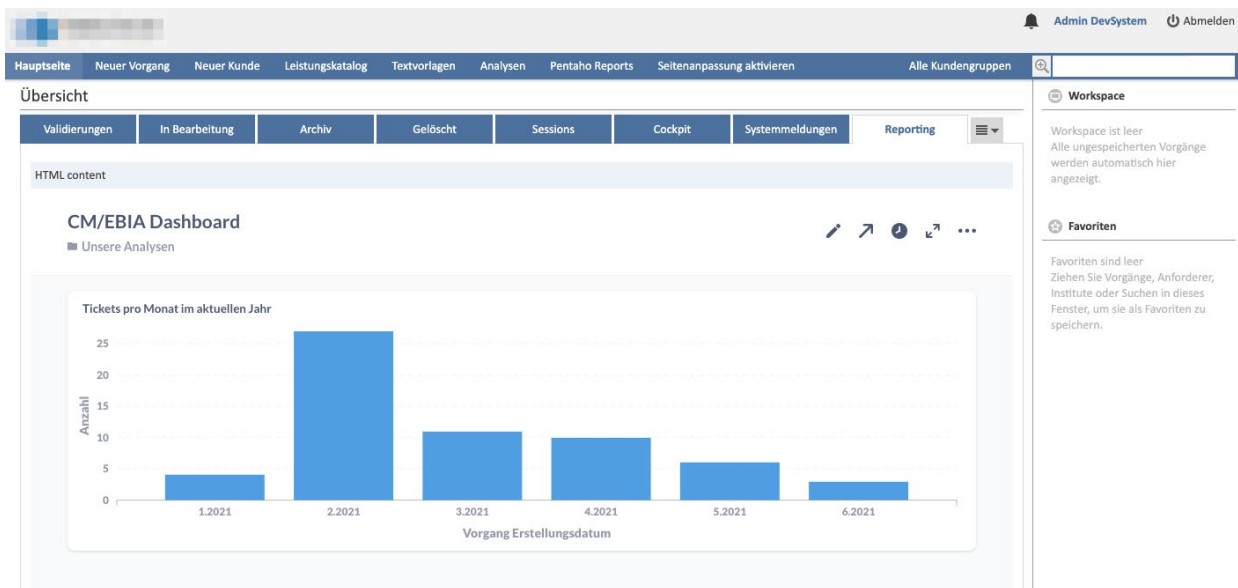 Admin DevSystem Abmelden
Hauptseite Neuer Vorgang Neuer Kunde Leistungskatalog Textvorlagen Analysen Pentaho Reports Seitenanpassung aktivieren Alle Kundengruppen
Übersicht
Validierungen In Bearbeitung Archiv Gelöscht Sessions Cockpit Systemmeldungen Reporting
HTML content
CM/EBIA Dashboard
Unsere Analysen
Tickets pro Monat im aktuellen Jahr
25
20
15
10
5
0
Anzahl
1.2021 2.2021 3.2021 4.2021 5.2021 6.2021
Vorgang Erstellungsdatum
Workspace
Workspace ist leer
Alle ungespeicherten Vorgänge
werden automatisch hier
angezeigt.
Favoriten
Favoriten sind leer
Ziehen Sie Vorgänge, Anforderer,
Institute oder Suchen in dieses
Fenster, um sie als Favoriten zu
speichern.